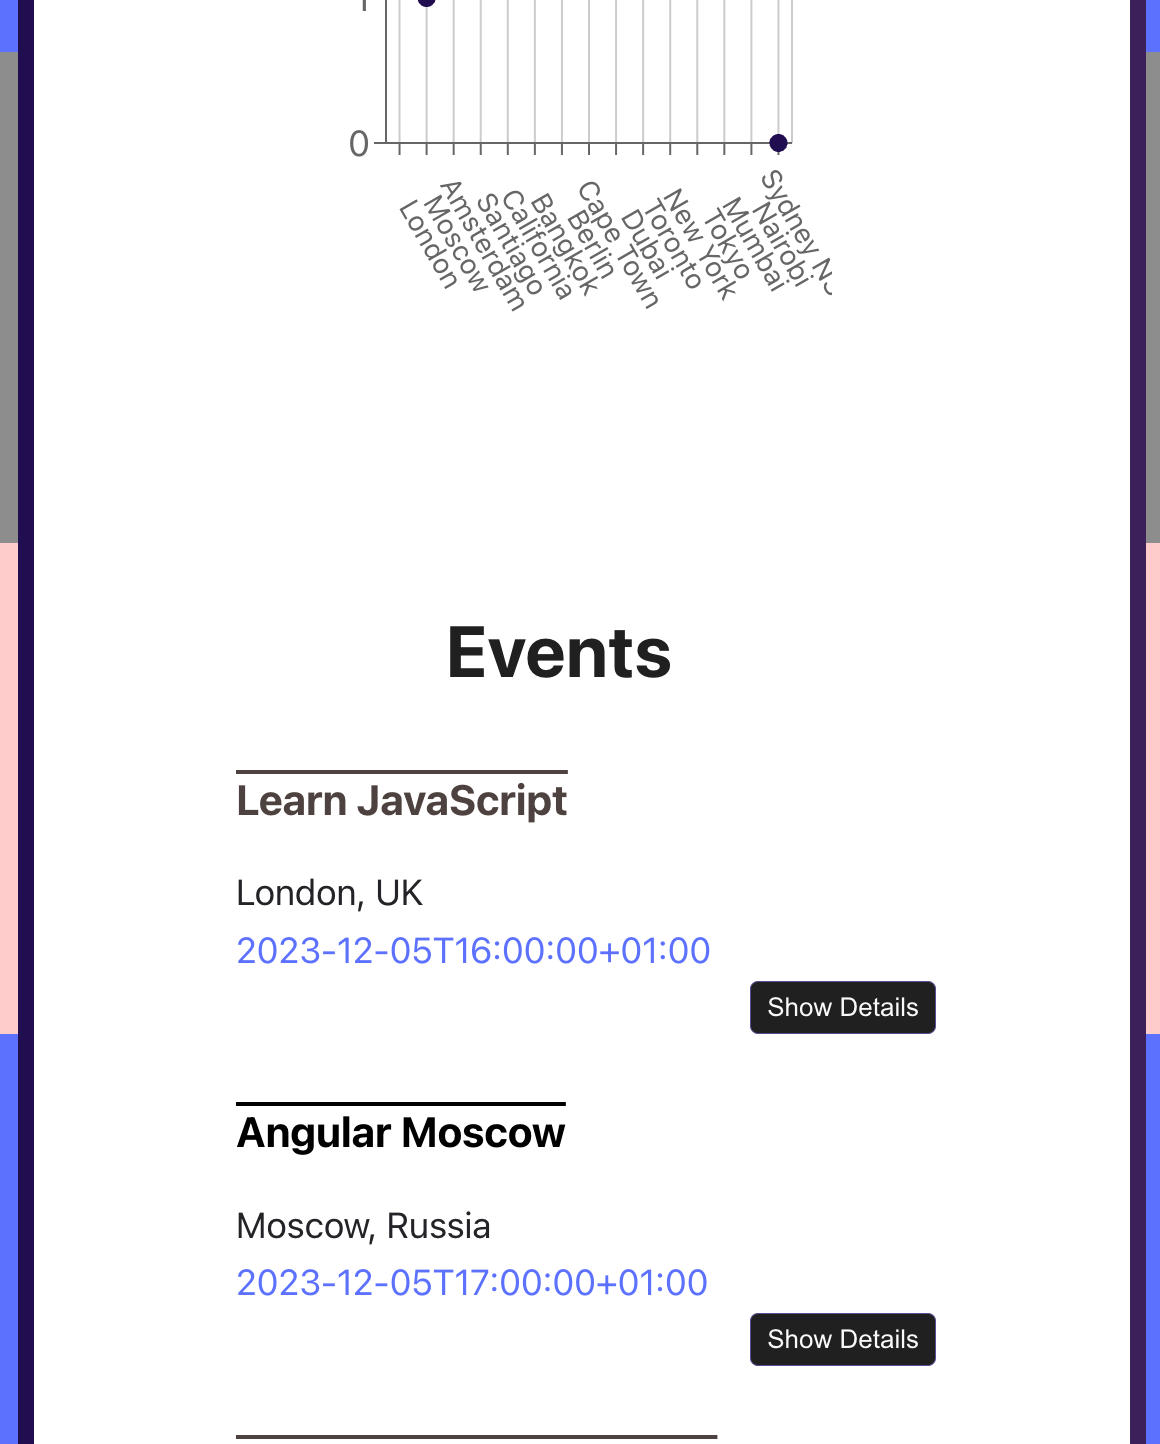 0
London
Moscow
Amsterdam
Santiago
California
Bangkok
Berlin
Cape Town
Dubai
Toronto
New York
Tokyo
Mumbai
Nairobi
Sydney
Events
Learn JavaScript
London, UK
2023-12-05T16:00:00+01:00
Show Details
Angular Moscow
Moscow, Russia
2023-12-05T17:00:00+01:00
Show Details